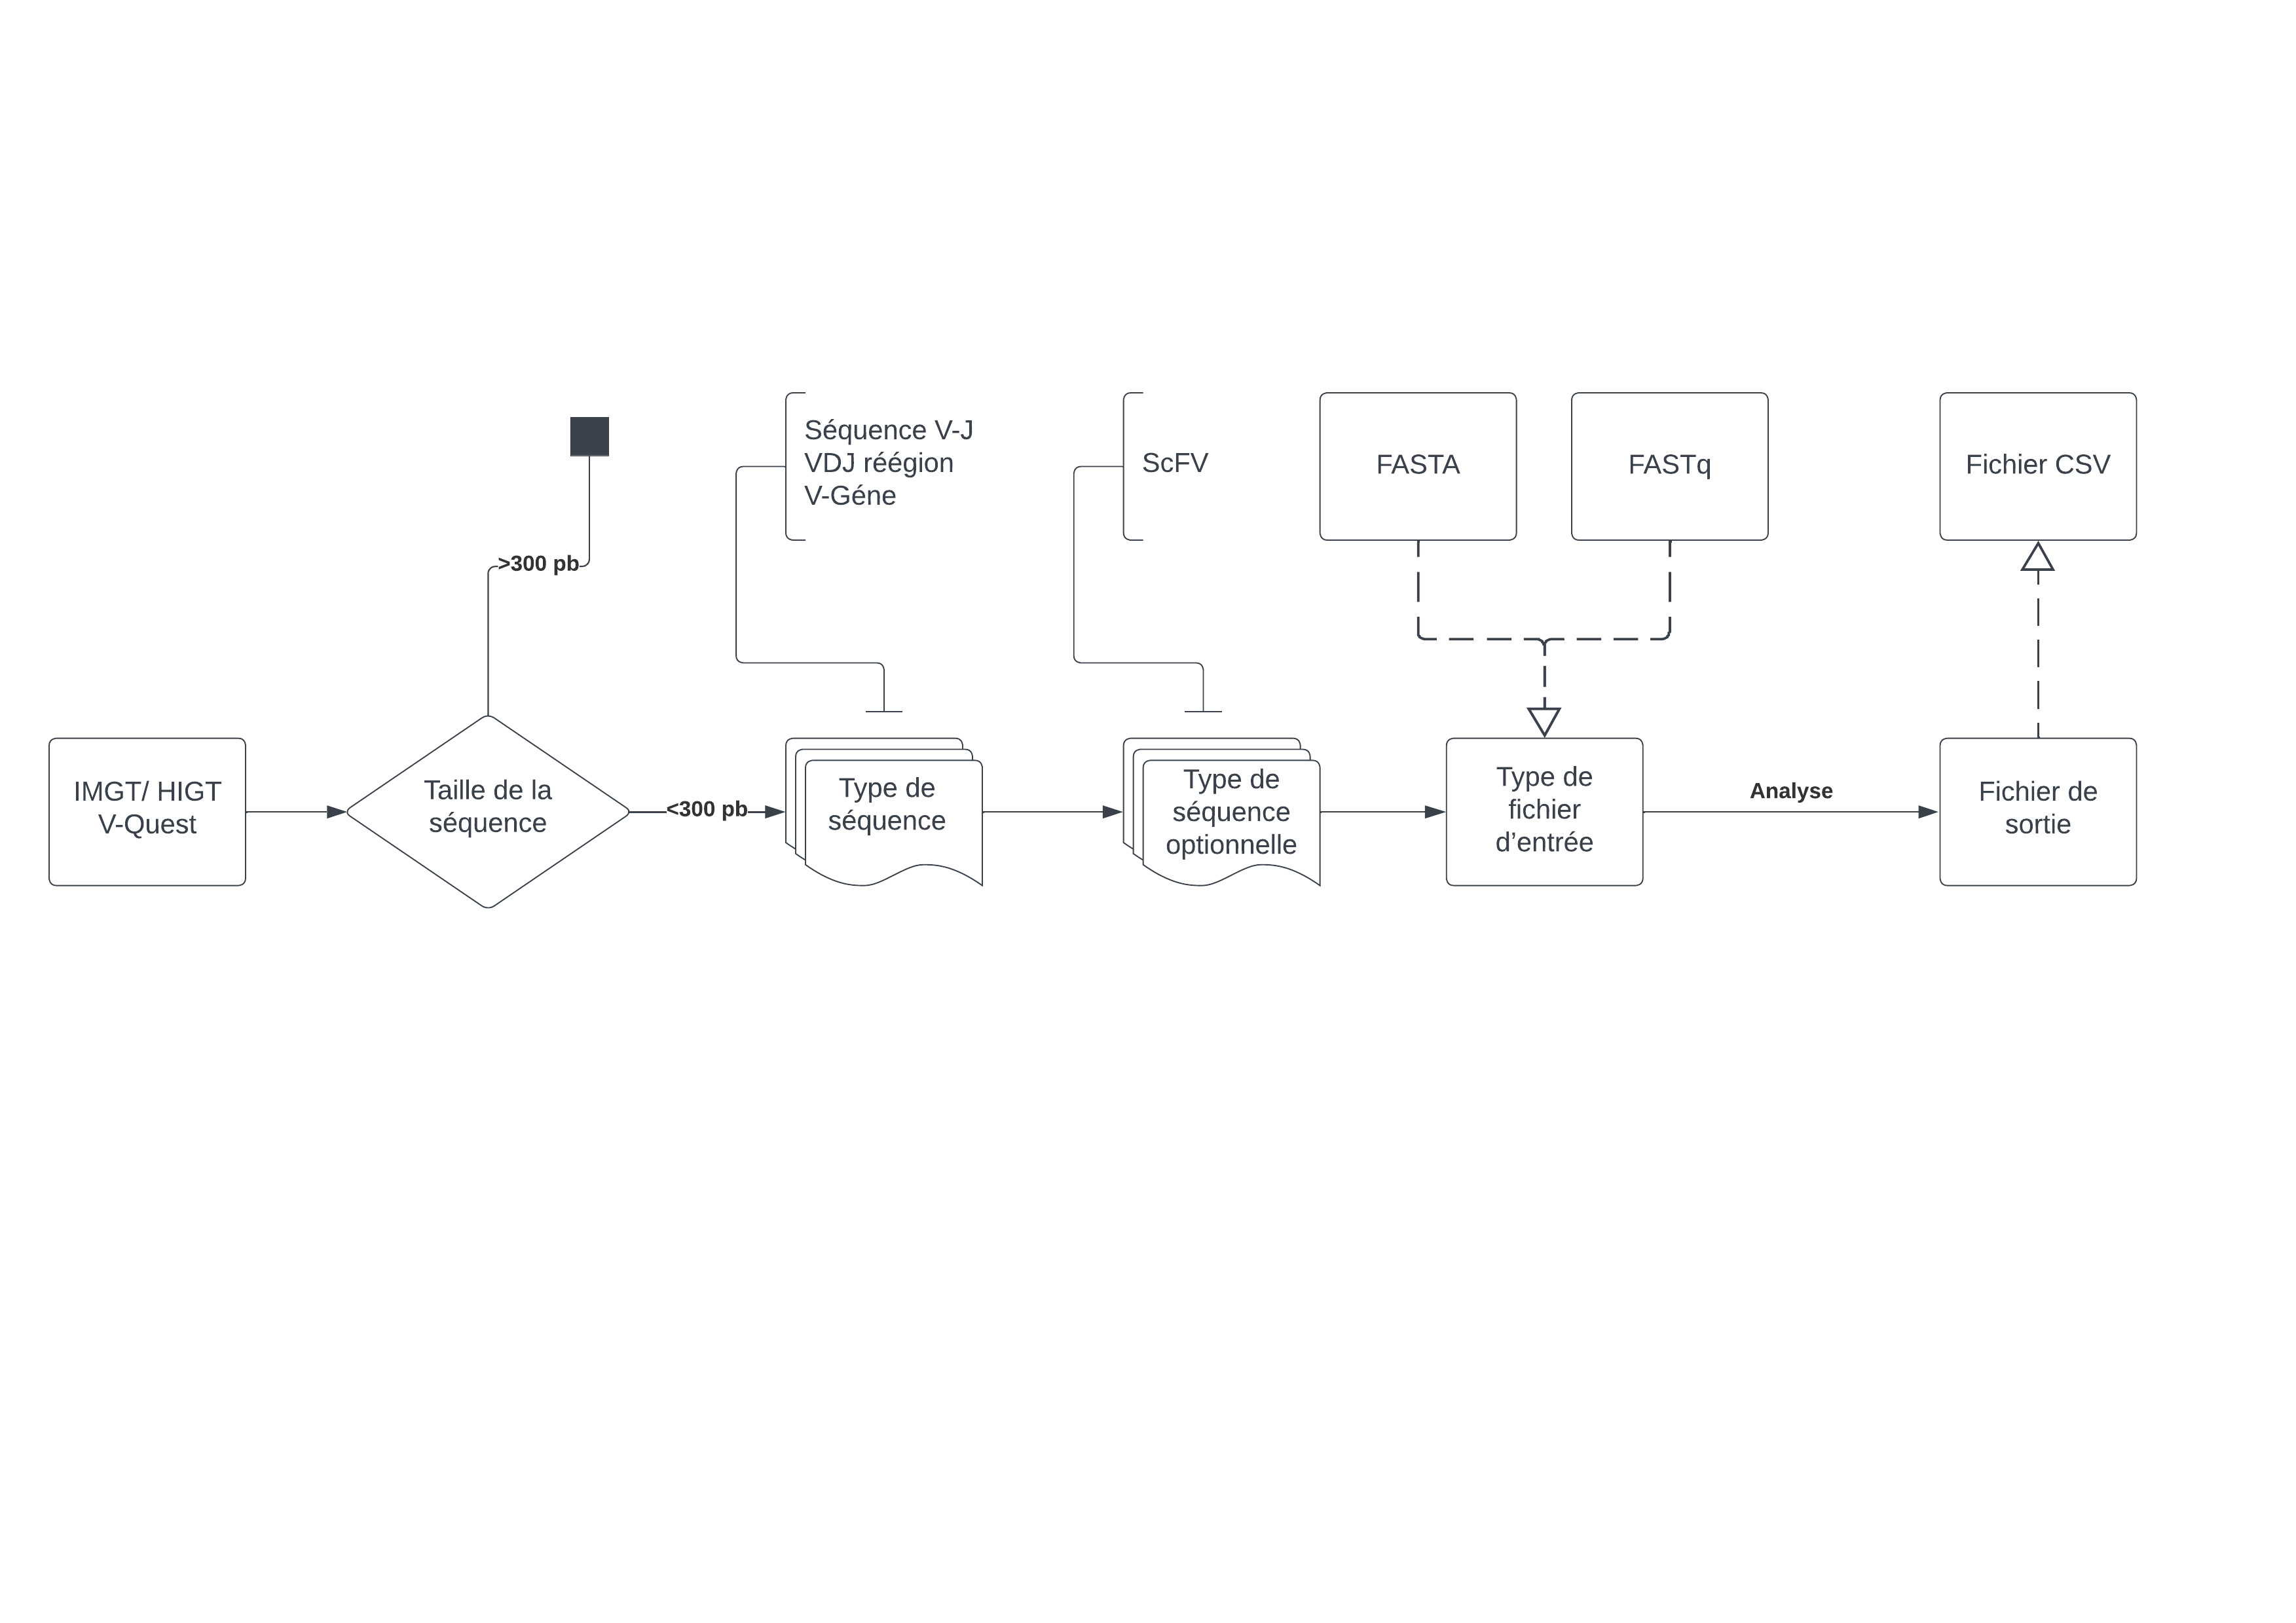 Séquence V-J
VDJ réégion
V-Géne
ScFV
FASTA
FASTq
Fichier CSV
>300 pb
IMGT/ HIGT
V-Quest
Taille de la
séquence
<300 pb
Type de
séquence
Type de
séquence
optionnelle
Type de
fichier
d’entrée
Analyse
Fichier de
sortie